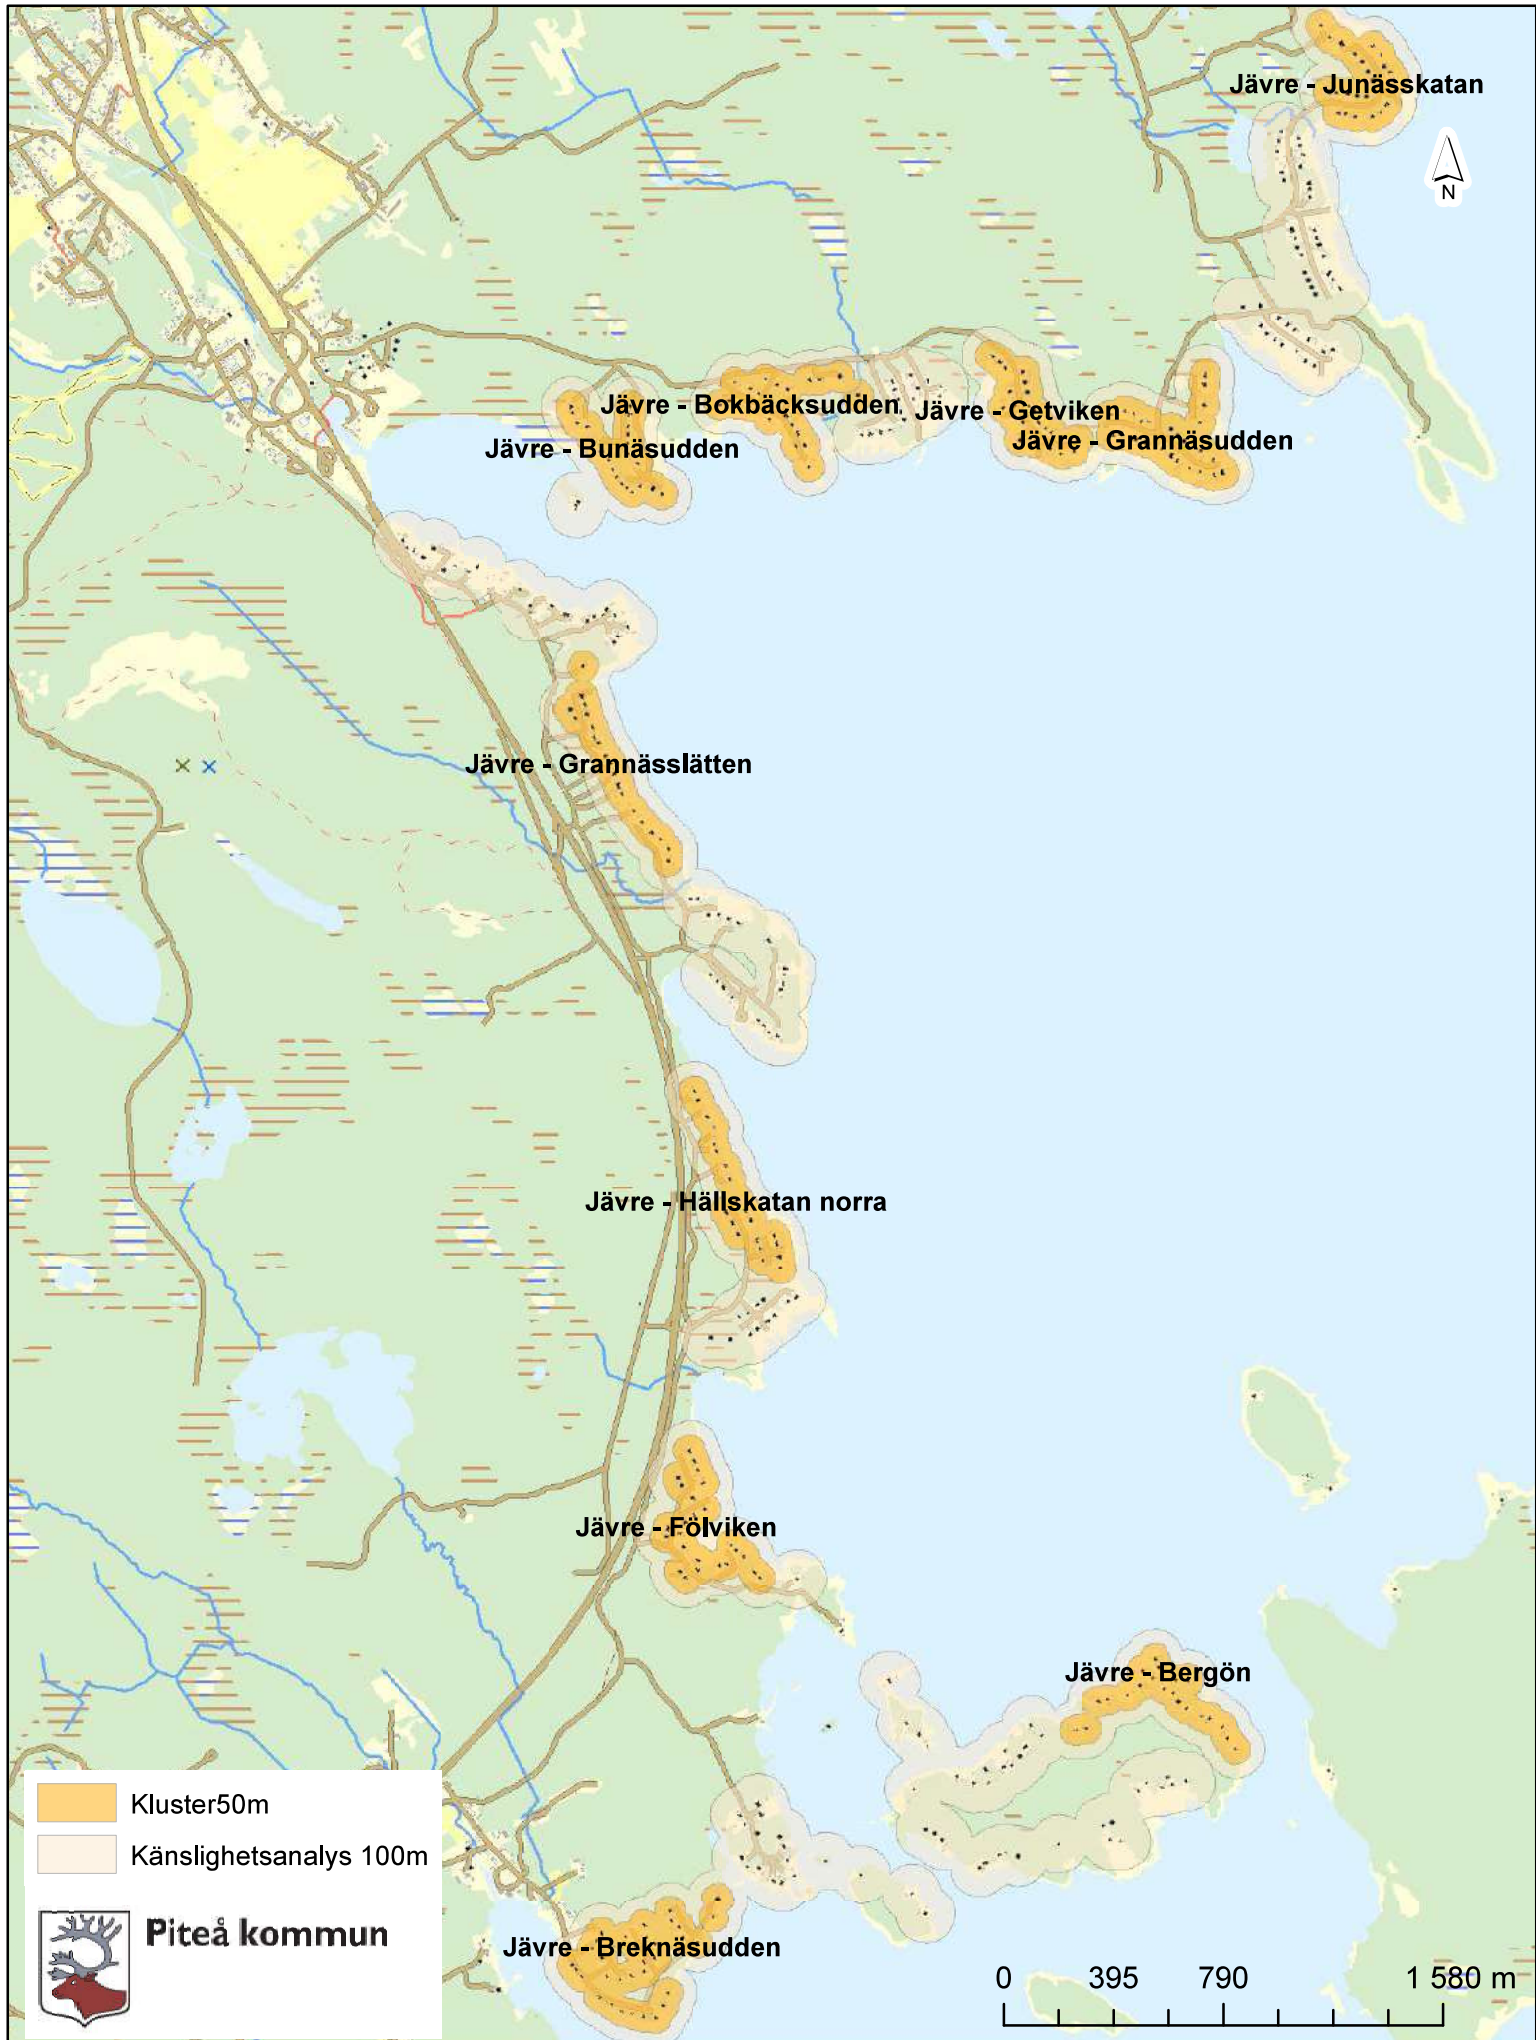 Jävre - Junässkatan
N
Jävre - Bokbäcksudden
Jävre - Getviken
Jävre - Bunäsudden
Jävre - Grannäsudden
Jävre - Grannässlätten
Jävre - Hällskatan norra
Jävre - Fölviken
Jävre - Bergön
Jävre - Breknäsudden
Kluster50m
Känslighetsanalys 100m
Piteå kommun
0 395 790 1 580 m